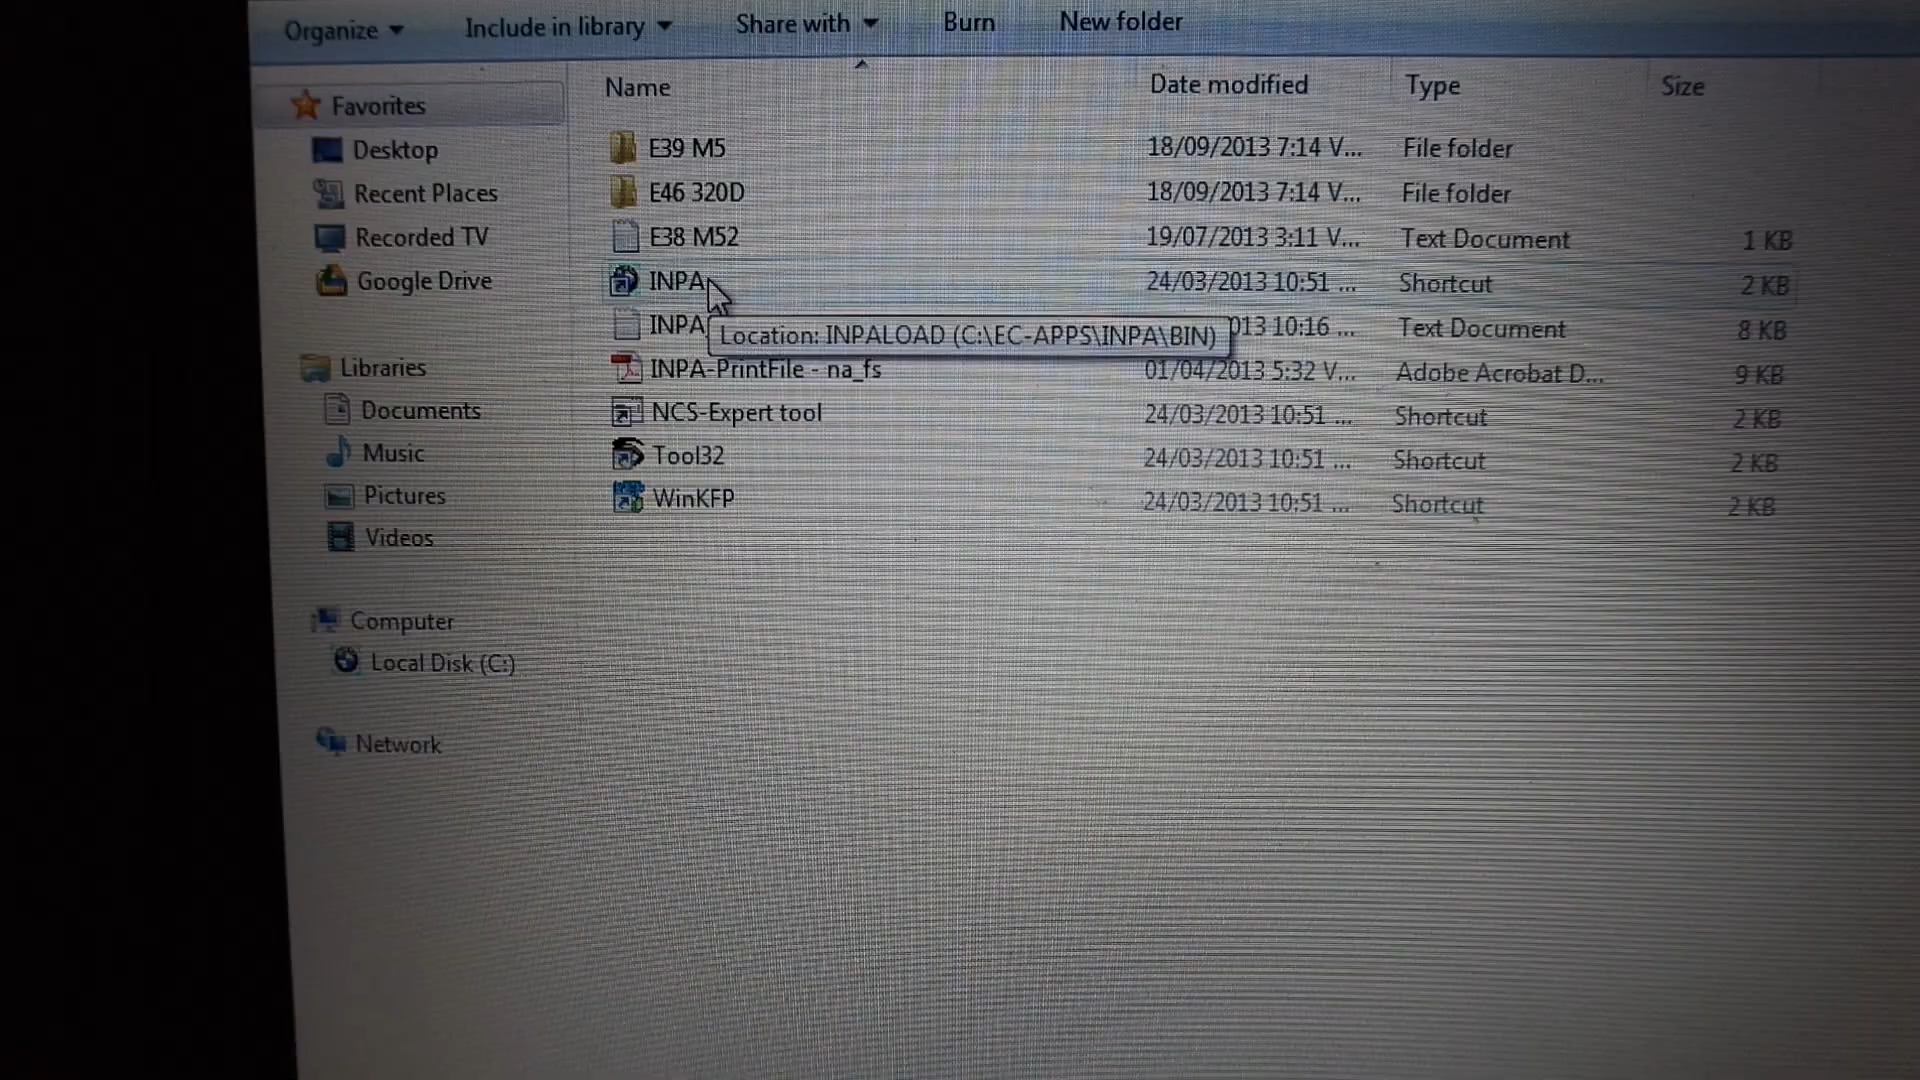 Organize Include in library Share with Burn New folder
Name Date modified Type Size
Favorites
Desktop
Recent Places
Recorded TV
Google Drive
Libraries
Documents
Music
Pictures
Videos
Computer
Local Disk (C:)
Network
E39 M5 18/09/2013 7:14 V... File folder
E46 320D 18/09/2013 7:14 V... File folder
E38 M52 19/07/2013 3:11 V... Text Document 1 KB
INPA 24/03/2013 10:51 ... Shortcut 2 KB
INPA 013 10:16 ... Text Document 8 KB
Location: INPALOAD (C:\EC-APPS\INPA\BIN)
INPA-PrintFile - na_fs 01/04/2013 5:32 V... Adobe Acrobat D... 9 KB
NCS-Expert tool 24/03/2013 10:51 ... Shortcut 2 KB
Tool32 24/03/2013 10:51 ... Shortcut 2 KB
WinKFP 24/03/2013 10:51 ... Shortcut 2 KB